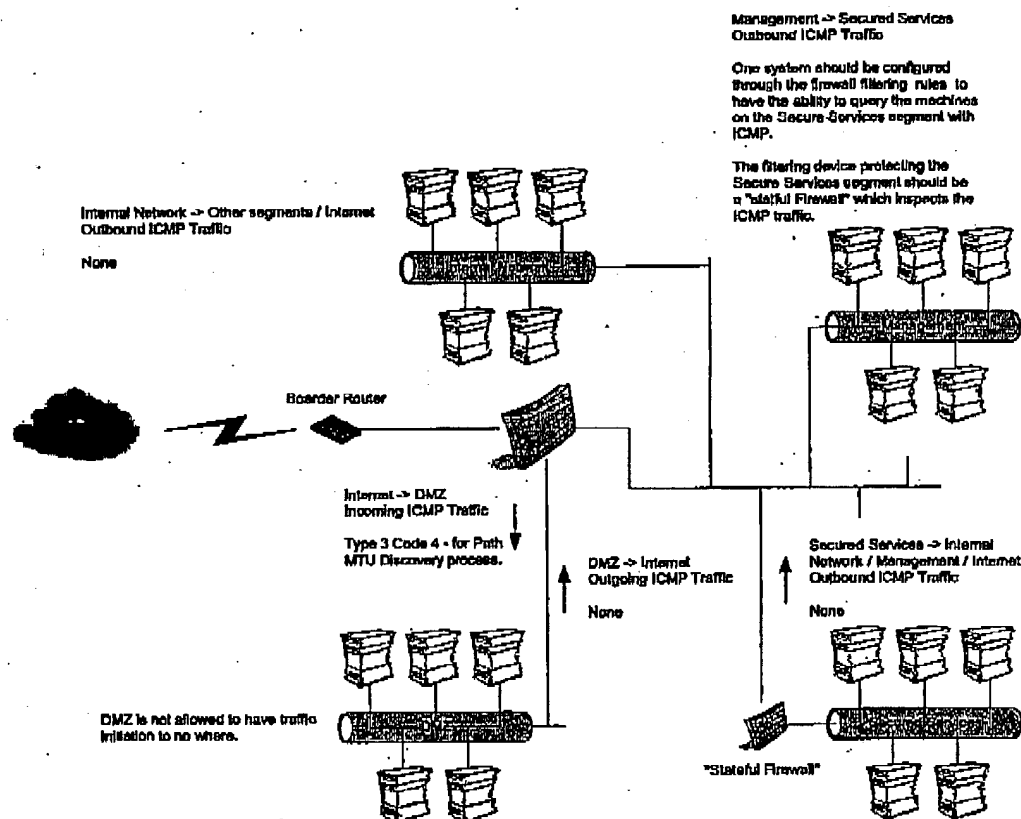 Management -> Secured Services
Outbound ICMP Traffic
One system should be configured
through the firewall filtering rules to
have the ability to query the machines
on the Secure-Services segment with
ICMP.
The filtering device protecting the
Secure Services segment should be
a "stateful Firewall" which inspects the
ICMP traffic.
Internal Network -> Other segments / Internet
Outbound ICMP Traffic
None
Management
Boarder Router
Internet -> DMZ
Incoming ICMP Traffic
Type 3 Code 4 - for Path
MTU Discovery process.
DMZ -> Internet
Outgoing ICMP Traffic
None
Secured Services -> Internal
Network / Management / Internet
Outbound ICMP Traffic
None
DMZ is not allowed to have traffic
initiation to no where.
"Stateful Firewall"